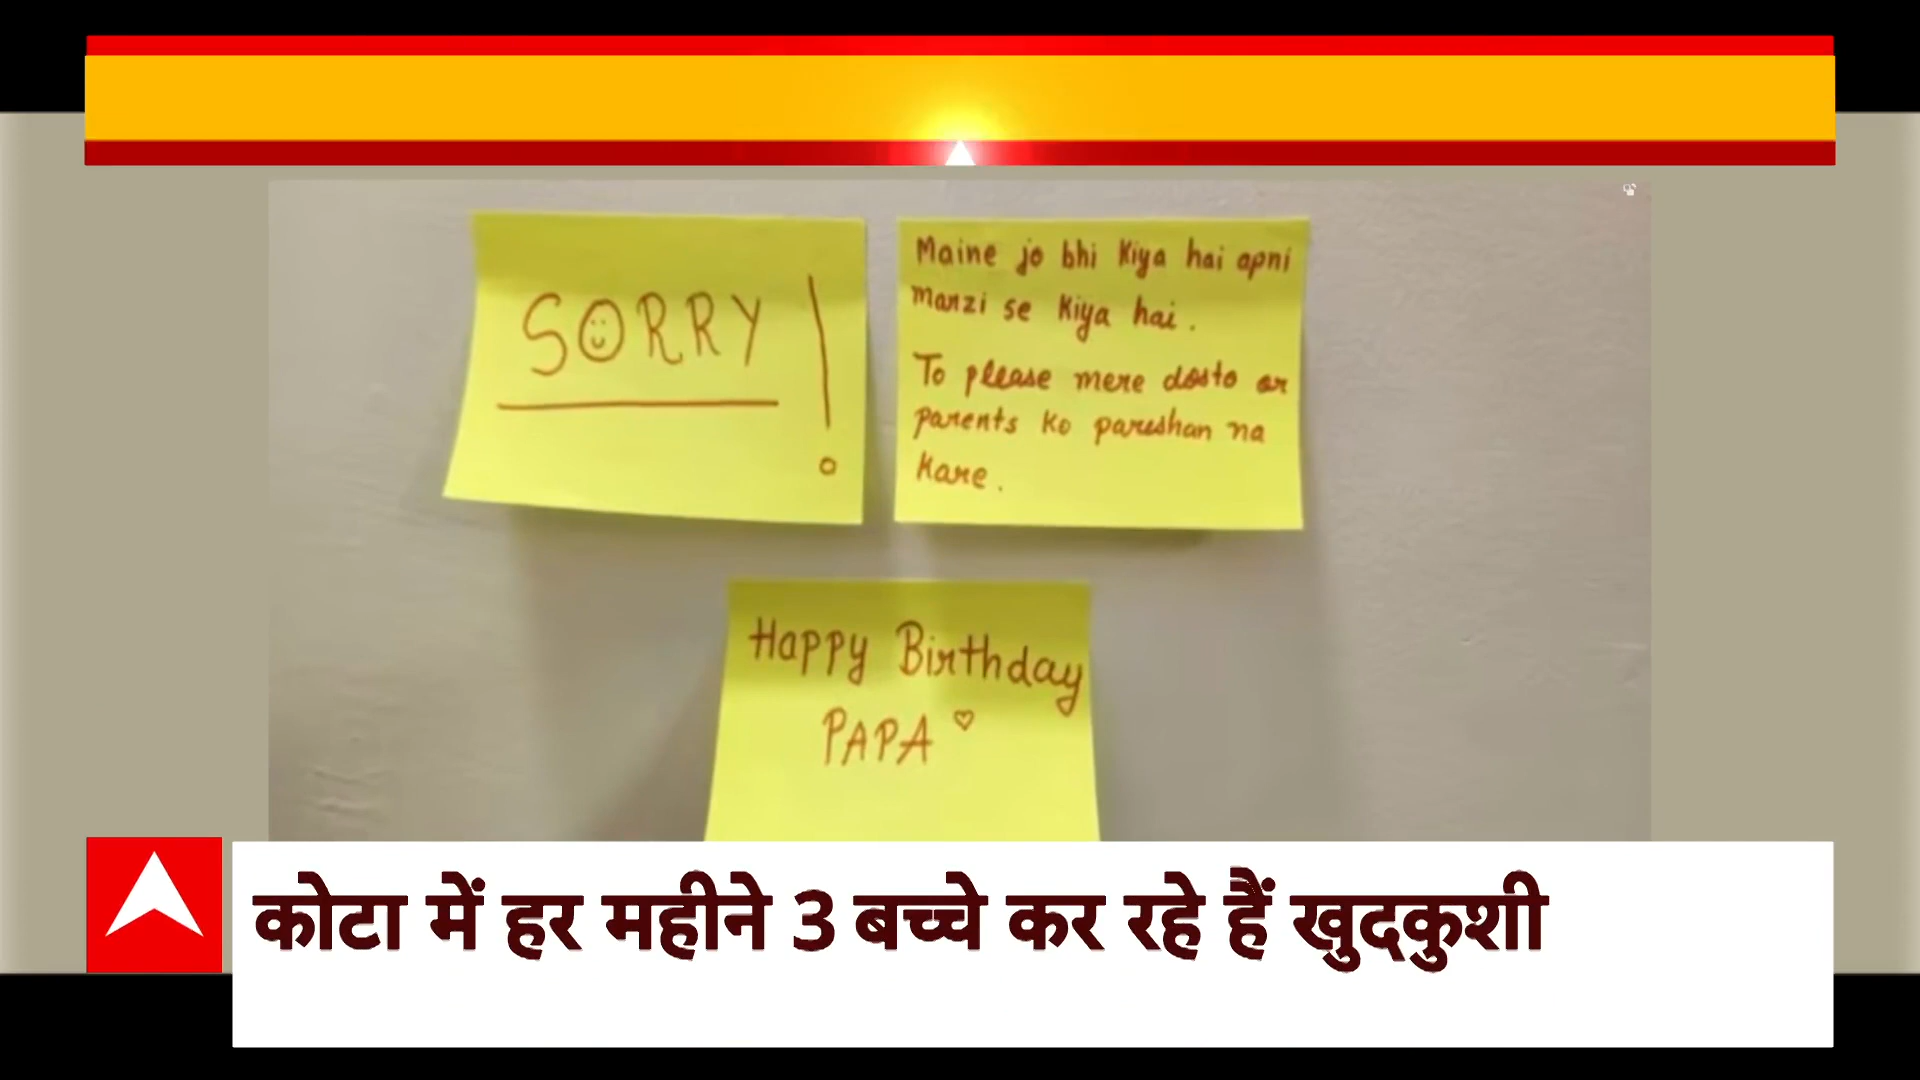 SORRY!
Maine jo bhi kiya hai apni
marzi se kiya hai.
To please mere dosto or
parents ko pareshan na
kare.
Happy Birthday
PAPA ♡
कोटा में हर महीने 3 बच्चे कर रहे हैं खुदकुशी